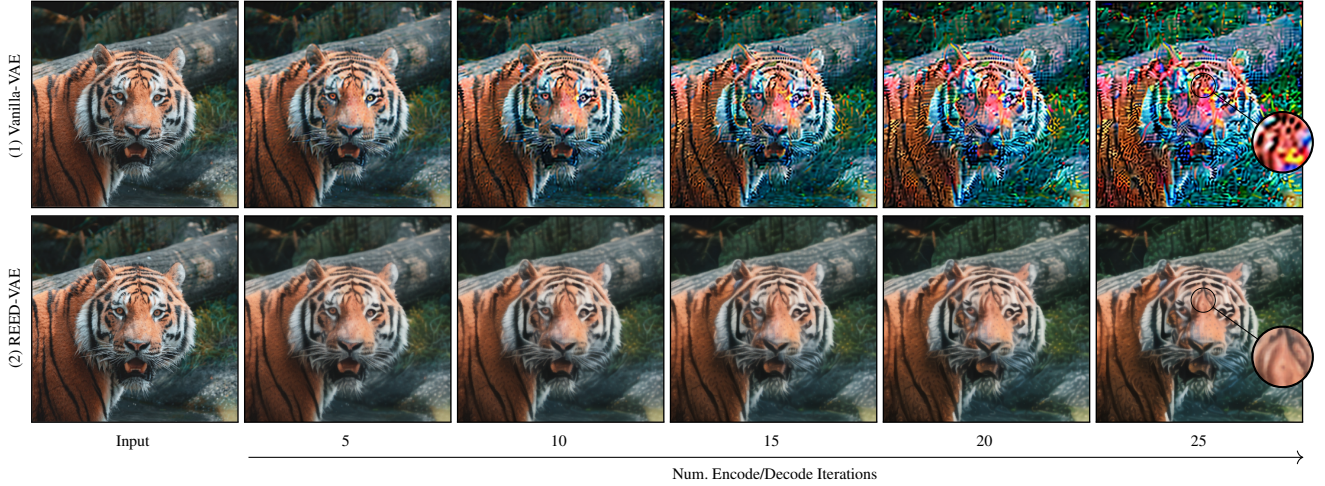 (1) Vanilla-VAE
(2) REED-VAE
Input 5 10 15 20 25
Num. Encode/Decode Iterations